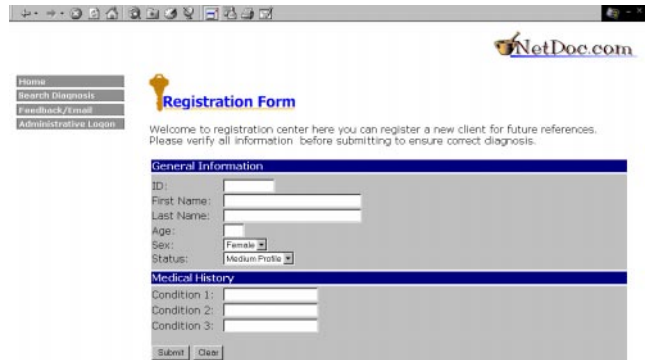 NetDoc.com
Home
Search Diagnosis
Feedback/Email
Administrative Logon
Registration Form
Welcome to registration center here you can register a new client for future references.
Please verify all information before submitting to ensure correct diagnosis.
General Information
ID:
First Name:
Last Name:
Age:
Sex: Female
Status: Medium Profile
Medical History
Condition 1:
Condition 2:
Condition 3:
Submit Clear